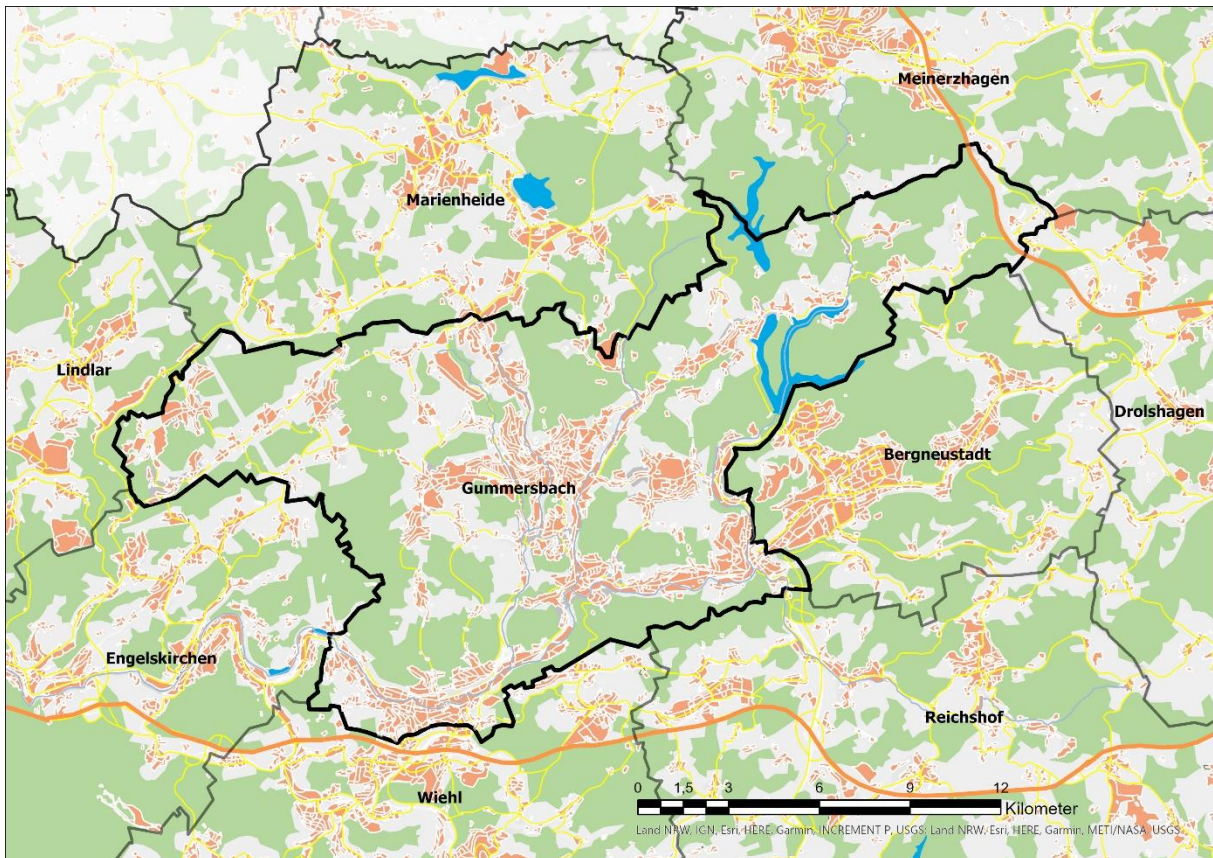 Meinerzhagen
Marienheide
Lindlar
Drolshagen
Bergneustadt
Gummersbach
Engelskirchen
Reichshof
Wiehl
0 1,5 3 6 9 12
Kilometer
Land NRW, IGN, Esri, HERE, Garmin, INCREMENT P, USGS; Land NRW, Esri, HERE, Garmin, METI/NASA, USGS